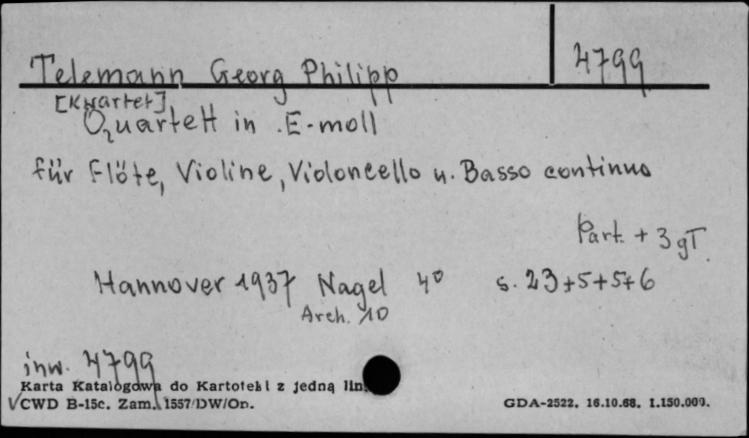 Telemann Georg Philipp 4799
[Kwartet]
Quartett in E-moll
für Flöte, Violine, Violoncello u. Basso continuo
Part. + 3 gT.
Hannover 1937 Nagel 4° s. 23+5+5+6
Arch. 10
inw. 4799
Karta Katalogowa do Kartoteki z jedną lin.
CWD B-15c. Zam. 1557/DW/On. GDA-2522. 16.10.68. 1.150.000.